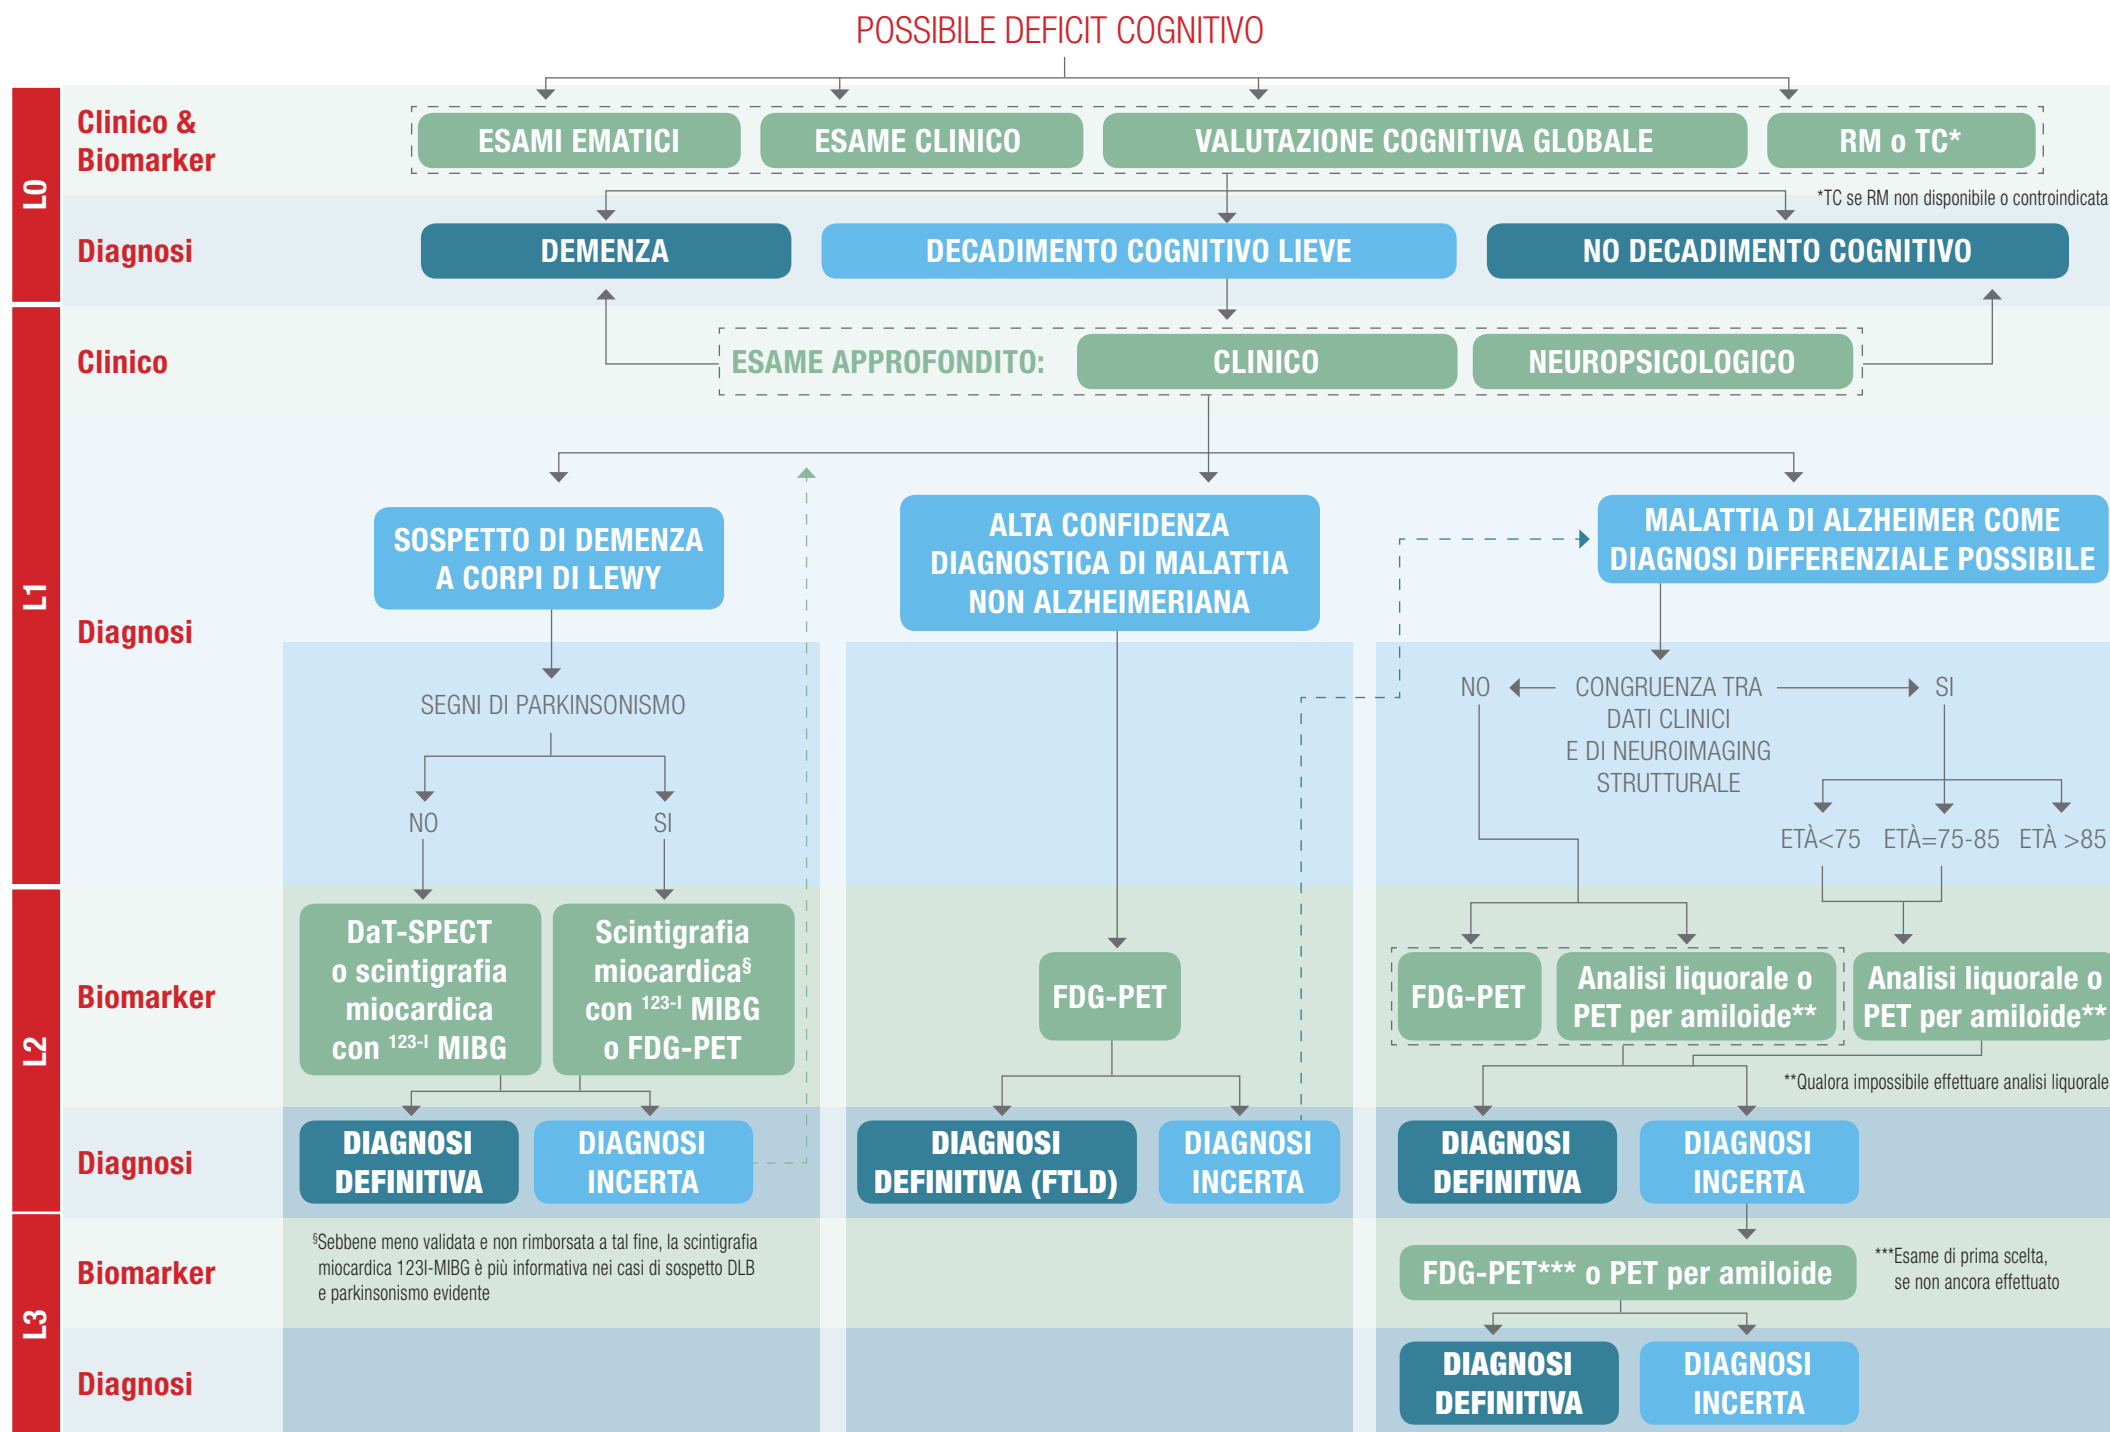 POSSIBILE DEFICIT COGNITIVO
L0
Clinico &
Biomarker
ESAMI EMATICI
ESAME CLINICO
VALUTAZIONE COGNITIVA GLOBALE
RM o TC*
*TC se RM non disponibile o controindicata
Diagnosi
DEMENZA
DECADIMENTO COGNITIVO LIEVE
NO DECADIMENTO COGNITIVO
L1
Clinico
ESAME APPROFONDITO:
CLINICO
NEUROPSICOLOGICO
Diagnosi
SOSPETTO DI DEMENZA
A CORPI DI LEWY
ALTA CONFIDENZA
DIAGNOSTICA DI MALATTIA
NON ALZHEIMERIANA
MALATTIA DI ALZHEIMER COME
DIAGNOSI DIFFERENZIALE POSSIBILE
SEGNI DI PARKINSONISMO
NO
SI
NO
CONGRUENZA TRA
DATI CLINICI
E DI NEUROIMAGING
STRUTTURALE
SI
ETÀ<75
ETÀ=75-85
ETÀ >85
L2
Biomarker
DaT-SPECT
o scintigrafia
miocardica
con 123-I MIBG
Scintigrafia
miocardica§
con 123-I MIBG
o FDG-PET
FDG-PET
FDG-PET
Analisi liquorale o
PET per amiloide**
Analisi liquorale o
PET per amiloide**
**Qualora impossibile effettuare analisi liquorale
Diagnosi
DIAGNOSI
DEFINITIVA
DIAGNOSI
INCERTA
DIAGNOSI
DEFINITIVA (FTLD)
DIAGNOSI
INCERTA
DIAGNOSI
DEFINITIVA
DIAGNOSI
INCERTA
L3
Biomarker
§Sebbene meno validata e non rimborsata a tal fine, la scintigrafia
miocardica 123I-MIBG è più informativa nei casi di sospetto DLB
e parkinsonismo evidente
FDG-PET*** o PET per amiloide
***Esame di prima scelta,
se non ancora effettuato
Diagnosi
DIAGNOSI
DEFINITIVA
DIAGNOSI
INCERTA